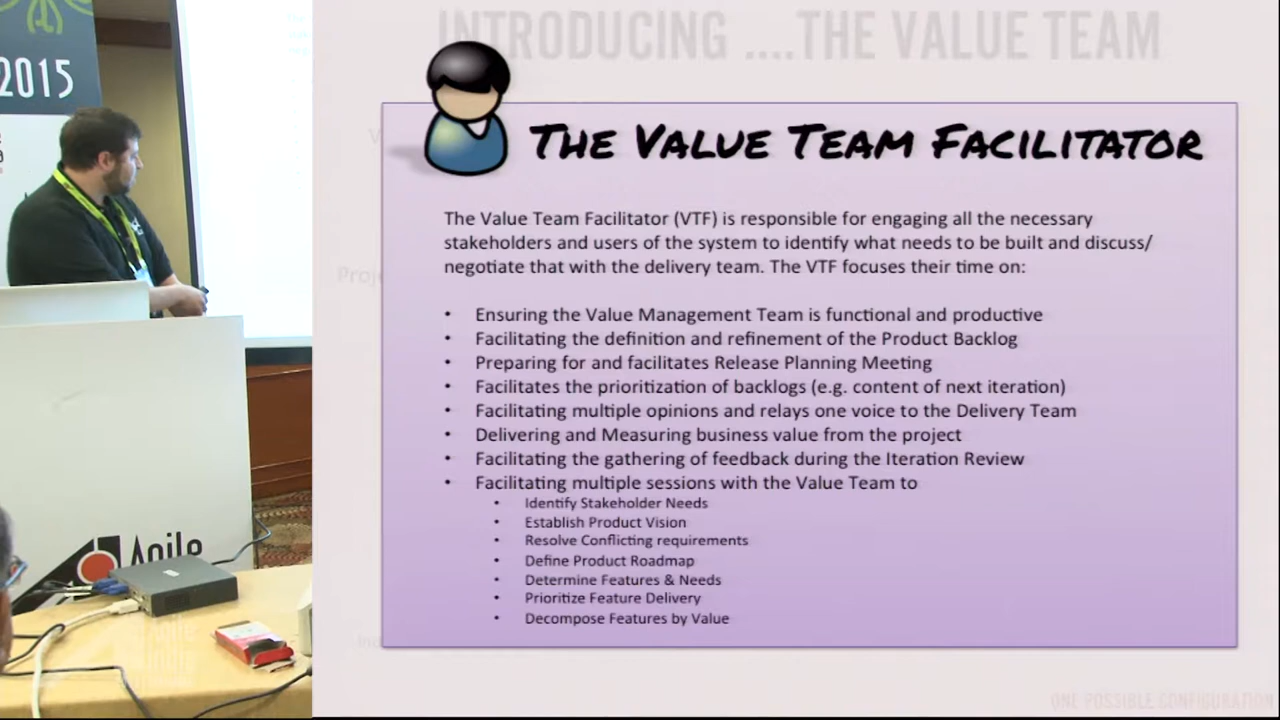 2015
Agile
INTRODUCING ....THE VALUE TEAM
THE VALUE TEAM FACILITATOR
The Value Team Facilitator (VTF) is responsible for engaging all the necessary
stakeholders and users of the system to identify what needs to be built and discuss/
negotiate that with the delivery team. The VTF focuses their time on:
• Ensuring the Value Management Team is functional and productive
• Facilitating the definition and refinement of the Product Backlog
• Preparing for and facilitates Release Planning Meeting
• Facilitates the prioritization of backlogs (e.g. content of next iteration)
• Facilitating multiple opinions and relays one voice to the Delivery Team
• Delivering and Measuring business value from the project
• Facilitating the gathering of feedback during the Iteration Review
• Facilitating multiple sessions with the Value Team to
• Identify Stakeholder Needs
• Establish Product Vision
• Resolve Conflicting requirements
• Define Product Roadmap
• Determine Features & Needs
• Prioritize Feature Delivery
• Decompose Features by Value
ONE POSSIBLE CONFIGURATION